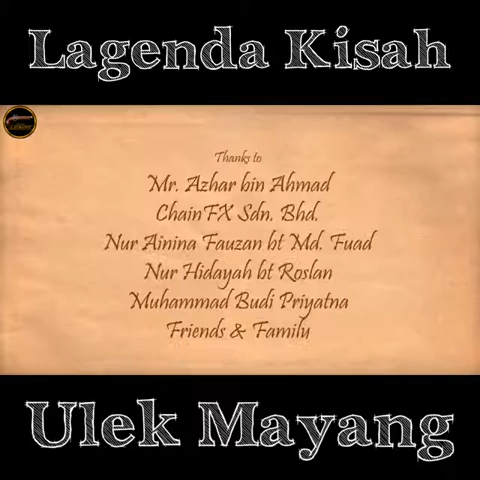 Lagenda Kisah
Thanks to
Mr. Azhar bin Ahmad
ChainFX Sdn. Bhd.
Nur Ainina Fauzan bt Md. Fuad
Nur Hidayah bt Roslan
Muhammad Budi Priyatna
Friends & Family
Ulek Mayang